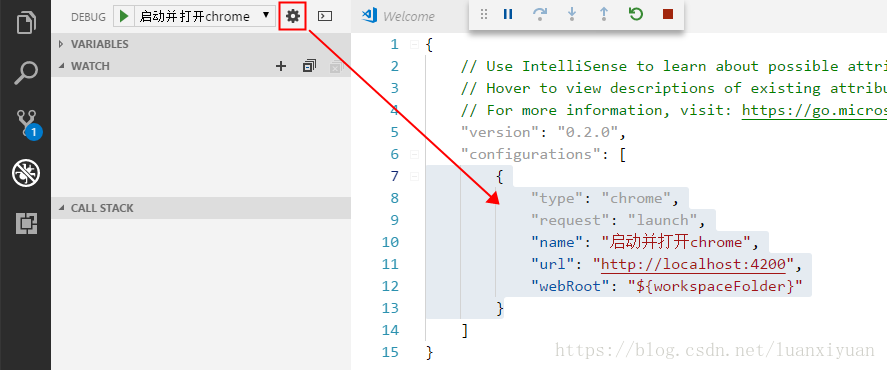 DEBUG 启动并打开chrome
VARIABLES
WATCH
1
CALL STACK
Welcome
1 {
2 // Use IntelliSense to learn about possible attri
3 // Hover to view descriptions of existing attribu
4 // For more information, visit: https://go.micros
5 "version": "0.2.0",
6 "configurations": [
7 {
8 "type": "chrome",
9 "request": "launch",
10 "name": "启动并打开chrome",
11 "url": "http://localhost:4200",
12 "webRoot": "${workspaceFolder}"
13 }
14 ]
15 }
https://blog.csdn.net/luanxiyuan